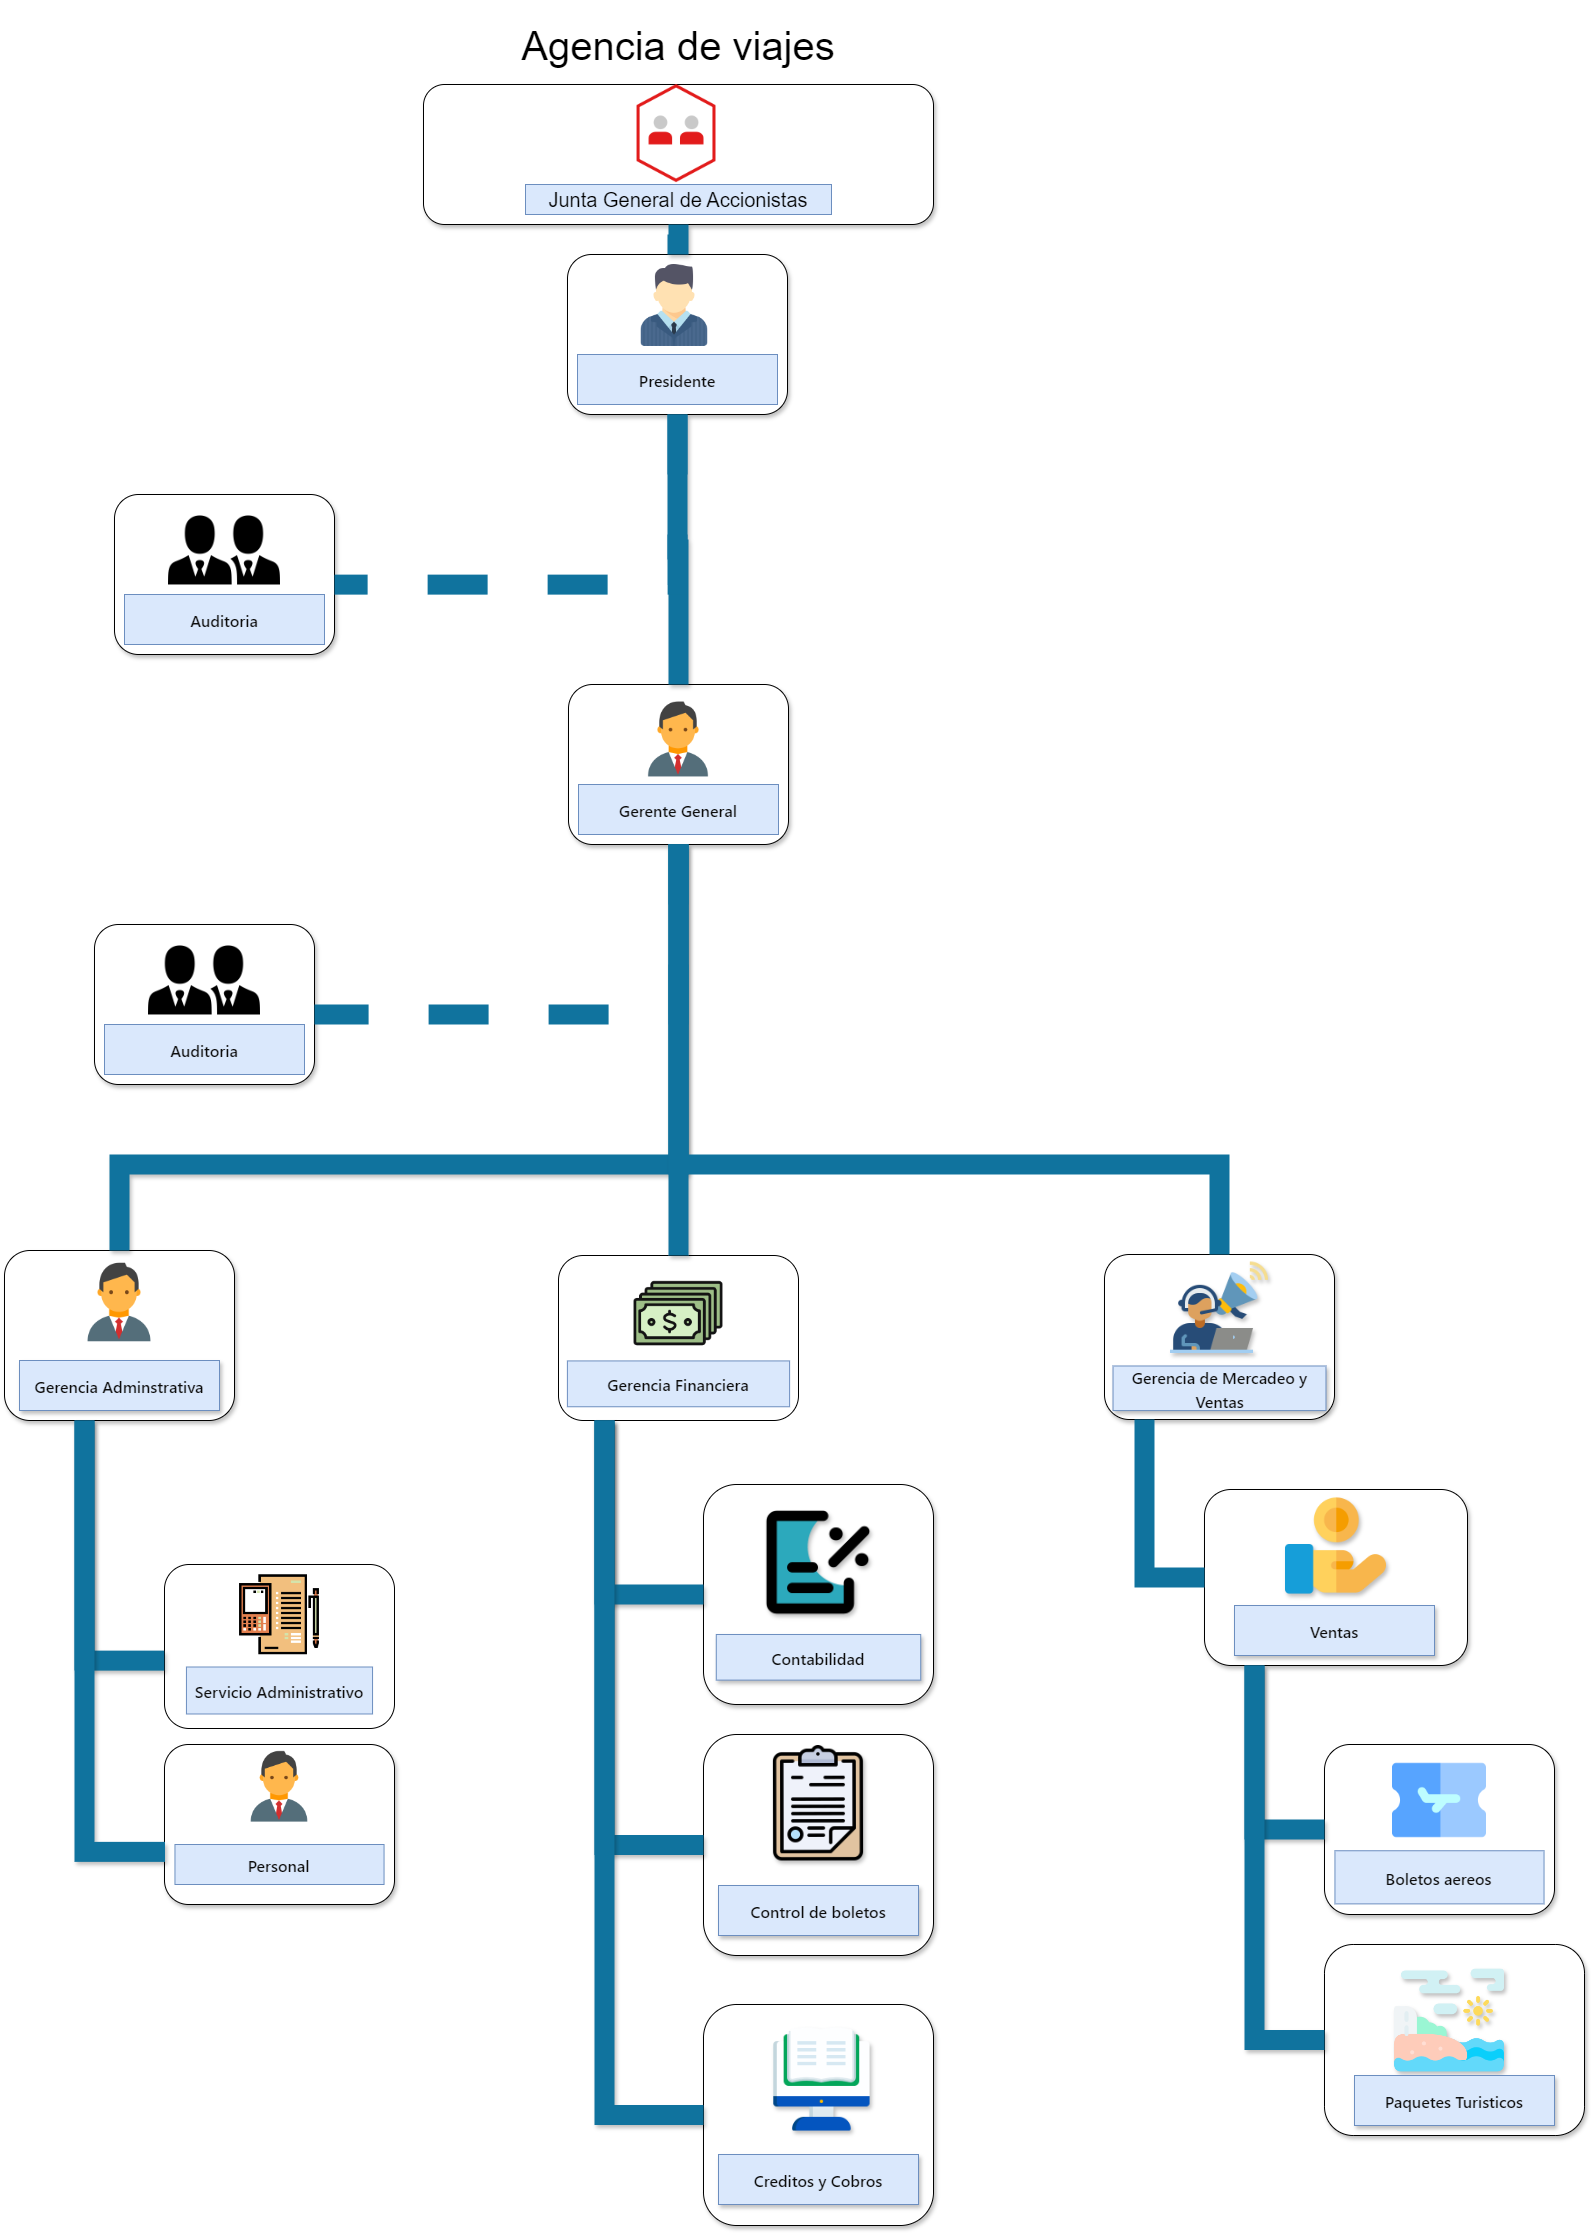 Agencia de viajes
Junta General de Accionistas
Presidente
Auditoria
Gerente General
Auditoria
Gerencia Adminstrativa
Gerencia Financiera
Gerencia de Mercadeo y
Ventas
Servicio Administrativo
Personal
Contabilidad
Control de boletos
Creditos y Cobros
Ventas
Boletos aereos
Paquetes Turisticos